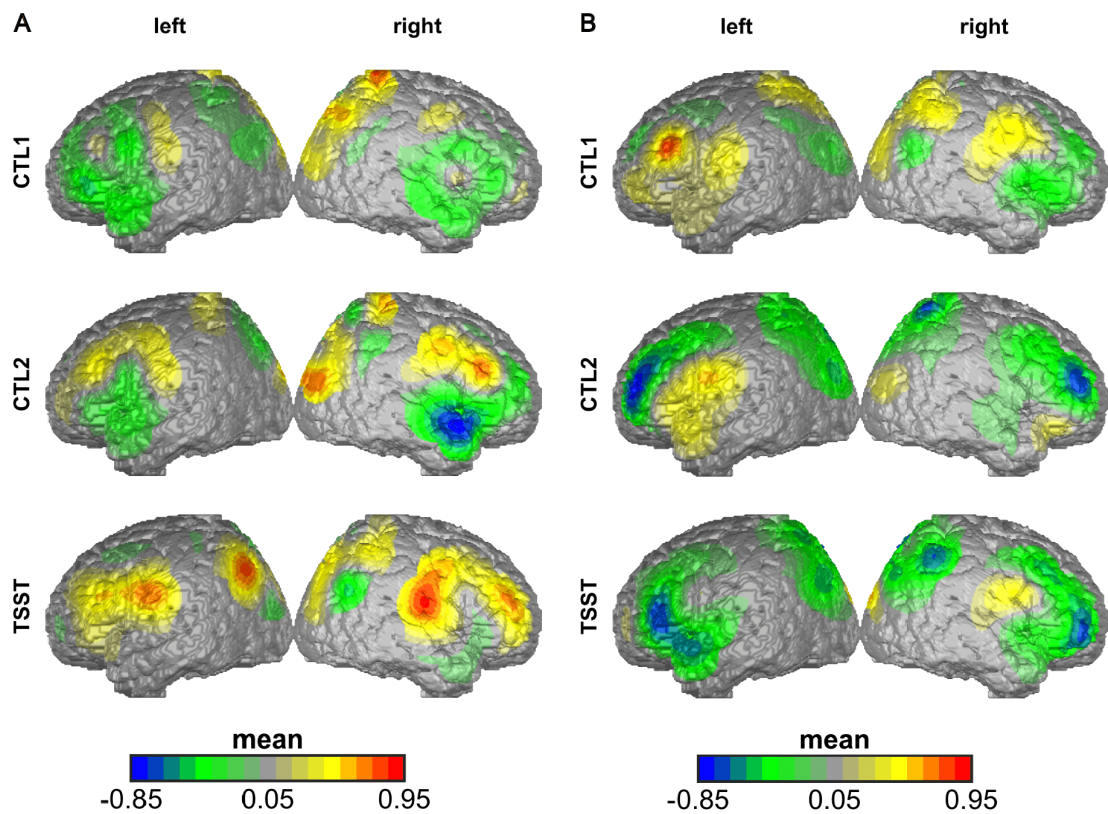 A left right B left right
CTL1 CTL1
CTL2 CTL2
TSST TSST
mean mean
-0.85 0.05 0.95 -0.85 0.05 0.95